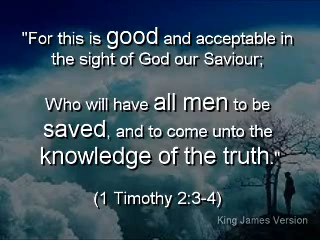 "For this is good and acceptable in
the sight of God our Saviour;
Who will have all men to be
saved, and to come unto the
knowledge of the truth."
(1 Timothy 2:3-4)
King James Version